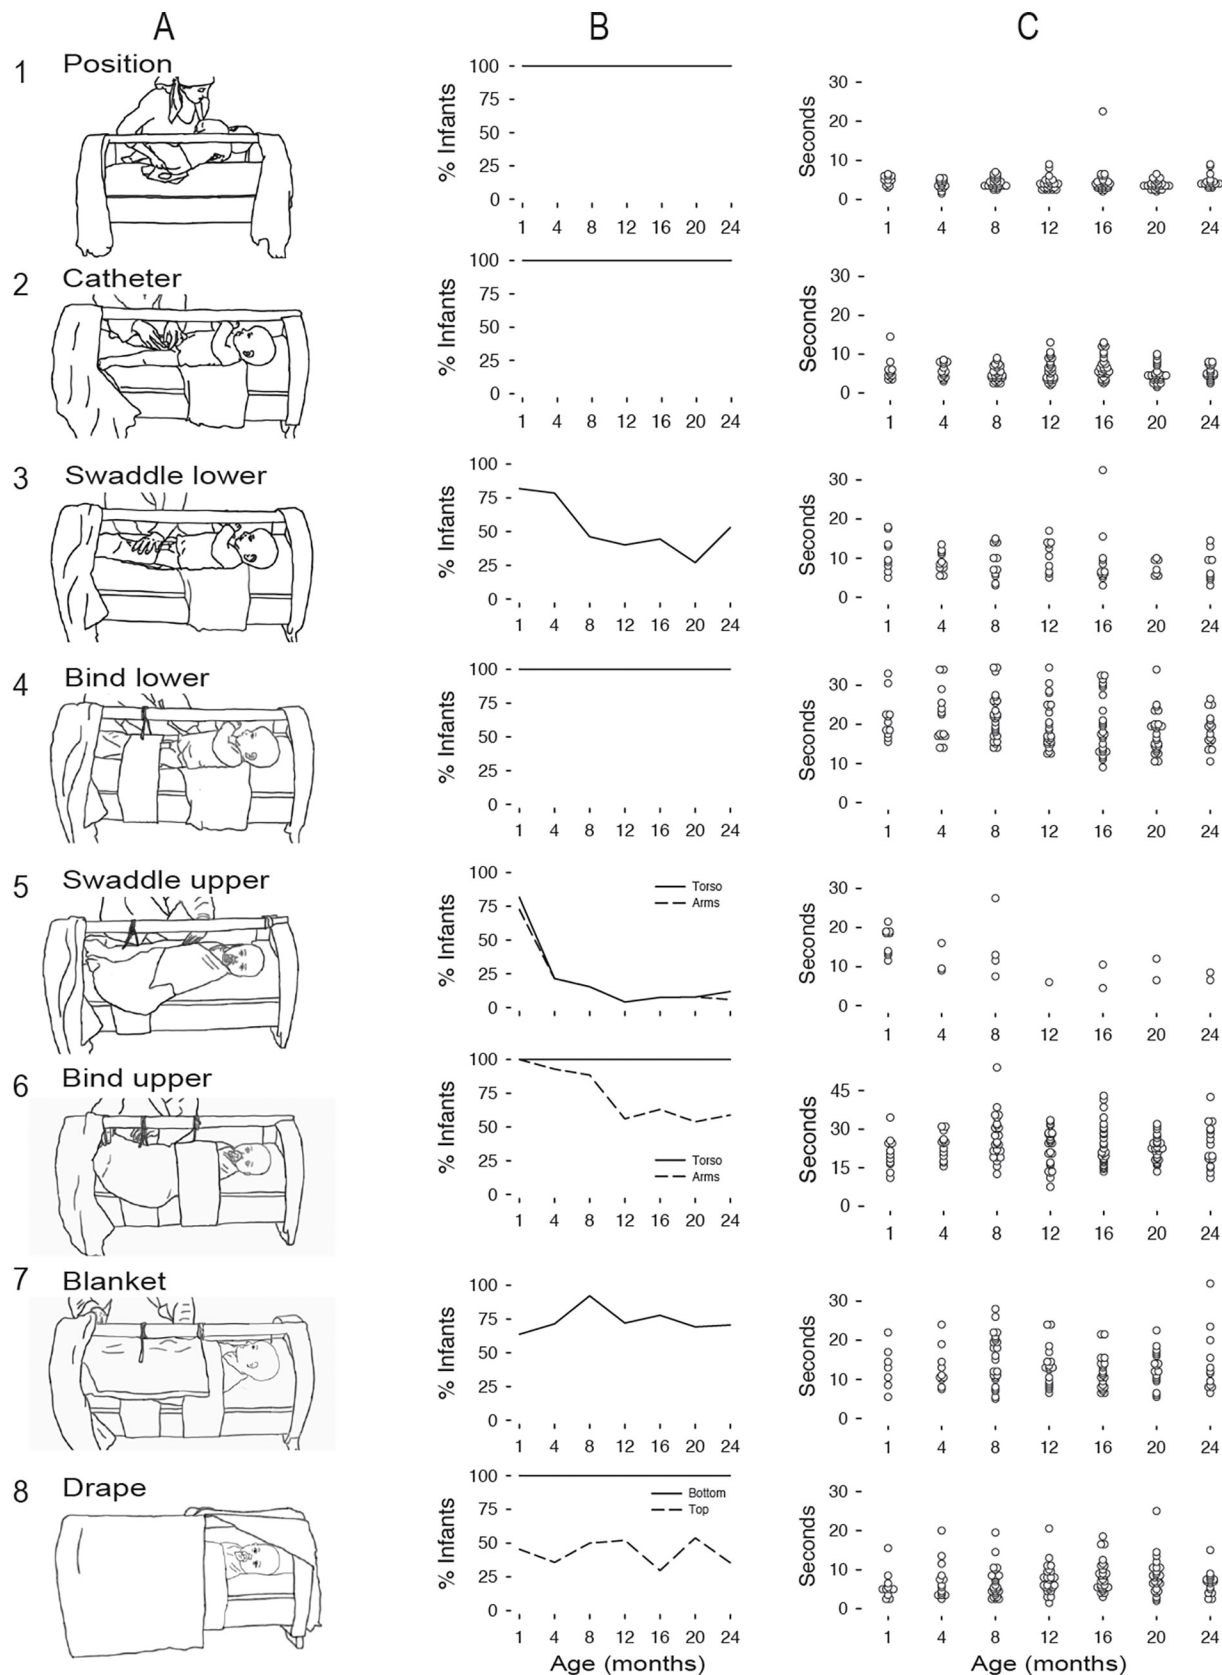 A B C
1 Position
100 -
75 -
50 -
25 -
0 -
% Infants
1 4 8 12 16 20 24
30 -
20 -
10 -
0 -
Seconds
1 4 8 12 16 20 24
2 Catheter
100 -
75 -
50 -
25 -
0 -
% Infants
1 4 8 12 16 20 24
30 -
20 -
10 -
0 -
Seconds
1 4 8 12 16 20 24
3 Swaddle lower
100 -
75 -
50 -
25 -
0 -
% Infants
1 4 8 12 16 20 24
30 -
20 -
10 -
0 -
Seconds
1 4 8 12 16 20 24
4 Bind lower
100 -
75 -
50 -
25 -
0 -
% Infants
1 4 8 12 16 20 24
30 -
20 -
10 -
0 -
Seconds
1 4 8 12 16 20 24
5 Swaddle upper
100 -
75 -
50 -
25 -
0 -
% Infants
Torso
Arms
1 4 8 12 16 20 24
30 -
20 -
10 -
0 -
Seconds
1 4 8 12 16 20 24
6 Bind upper
100 -
75 -
50 -
25 -
0 -
% Infants
Torso
Arms
1 4 8 12 16 20 24
45 -
30 -
15 -
0 -
Seconds
1 4 8 12 16 20 24
7 Blanket
100 -
75 -
50 -
25 -
0 -
% Infants
1 4 8 12 16 20 24
30 -
20 -
10 -
0 -
Seconds
1 4 8 12 16 20 24
8 Drape
100 -
75 -
50 -
25 -
0 -
% Infants
Bottom
Top
1 4 8 12 16 20 24
Age (months)
30 -
20 -
10 -
0 -
Seconds
1 4 8 12 16 20 24
Age (months)